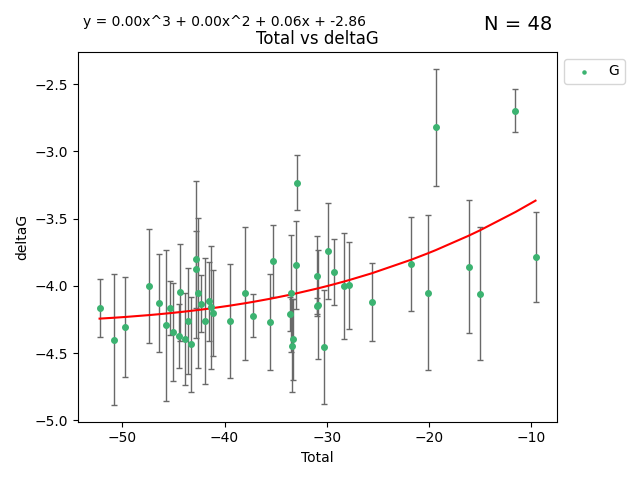 y = 0.00x^3 + 0.00x^2 + 0.06x + -2.86
N = 48
Total vs deltaG
G
−2.5
−3.0
−3.5
−4.0
−4.5
−5.0
deltaG
−50 −40 −30 −20 −10
Total